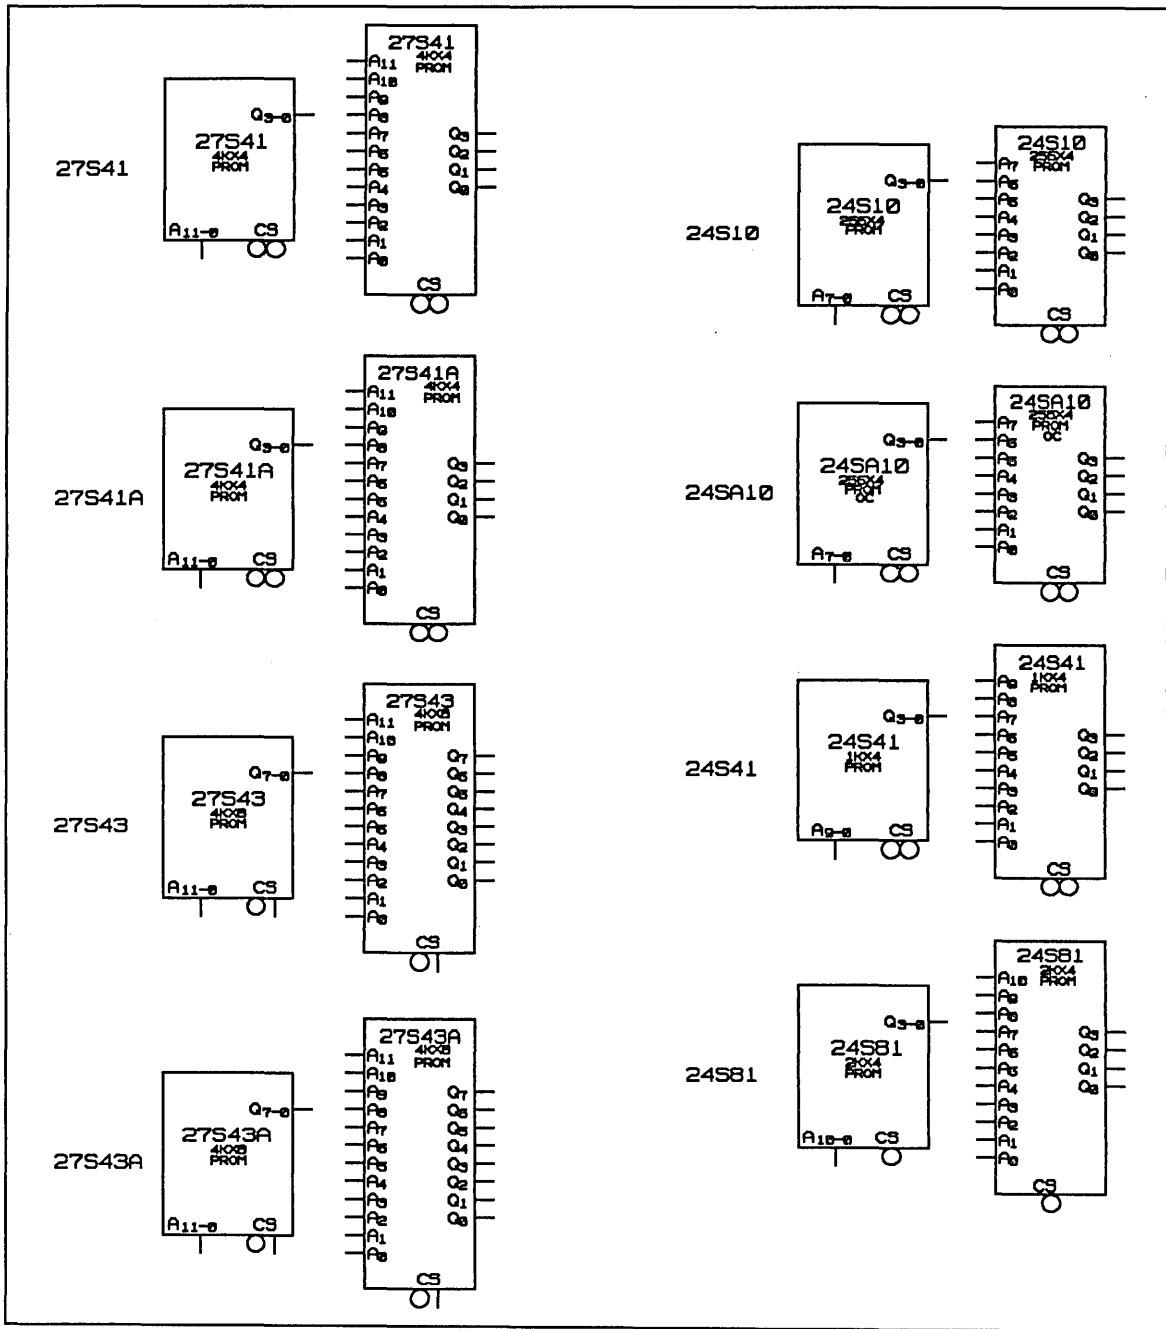 27S41
Q3-0
27S41
4KX4
PROM
A11-0 CS
27S41
4KX4
PROM
A11
A10
A9
A8
A7 Q3
A6 Q2
A5 Q1
A4 Q0
A3
A2
A1
A0
CS
27S41A
Q3-0
27S41A
4KX4
PROM
A11-0 CS
27S41A
4KX4
PROM
A11
A10
A9
A8
A7 Q3
A6 Q2
A5 Q1
A4 Q0
A3
A2
A1
A0
CS
27S43
Q7-0
27S43
4KX8
PROM
A11-0 CS
27S43
4KX8
PROM
A11
A10
A9 Q7
A8 Q6
A7 Q5
A6 Q4
A5 Q3
A4 Q2
A3 Q1
A2 Q0
A1
A0
CS
27S43A
Q7-0
27S43A
4KX8
PROM
A11-0 CS
27S43A
4KX8
PROM
A11
A10
A9 Q7
A8 Q6
A7 Q5
A6 Q4
A5 Q3
A4 Q2
A3 Q1
A2 Q0
A1
A0
CS
24S10
Q3-0
24S10
256X4
PROM
A7-0 CS
24S10
256X4
PROM
A7
A6
A5 Q3
A4 Q2
A3 Q1
A2 Q0
A1
A0
CS
24SA10
Q3-0
24SA10
256X4
PROM
OC
A7-0 CS
24SA10
256X4
PROM
OC
A7
A6
A5 Q3
A4 Q2
A3 Q1
A2 Q0
A1
A0
CS
24S41
Q3-0
24S41
1KX4
PROM
A9-0 CS
24S41
1KX4
PROM
A9
A8
A7
A6 Q3
A5 Q2
A4 Q1
A3 Q0
A2
A1
A0
CS
24S81
Q3-0
24S81
2KX4
PROM
A10-0 CS
24S81
2KX4
PROM
A10
A9
A8
A7 Q3
A6 Q2
A5 Q1
A4 Q0
A3
A2
A1
A0
CS